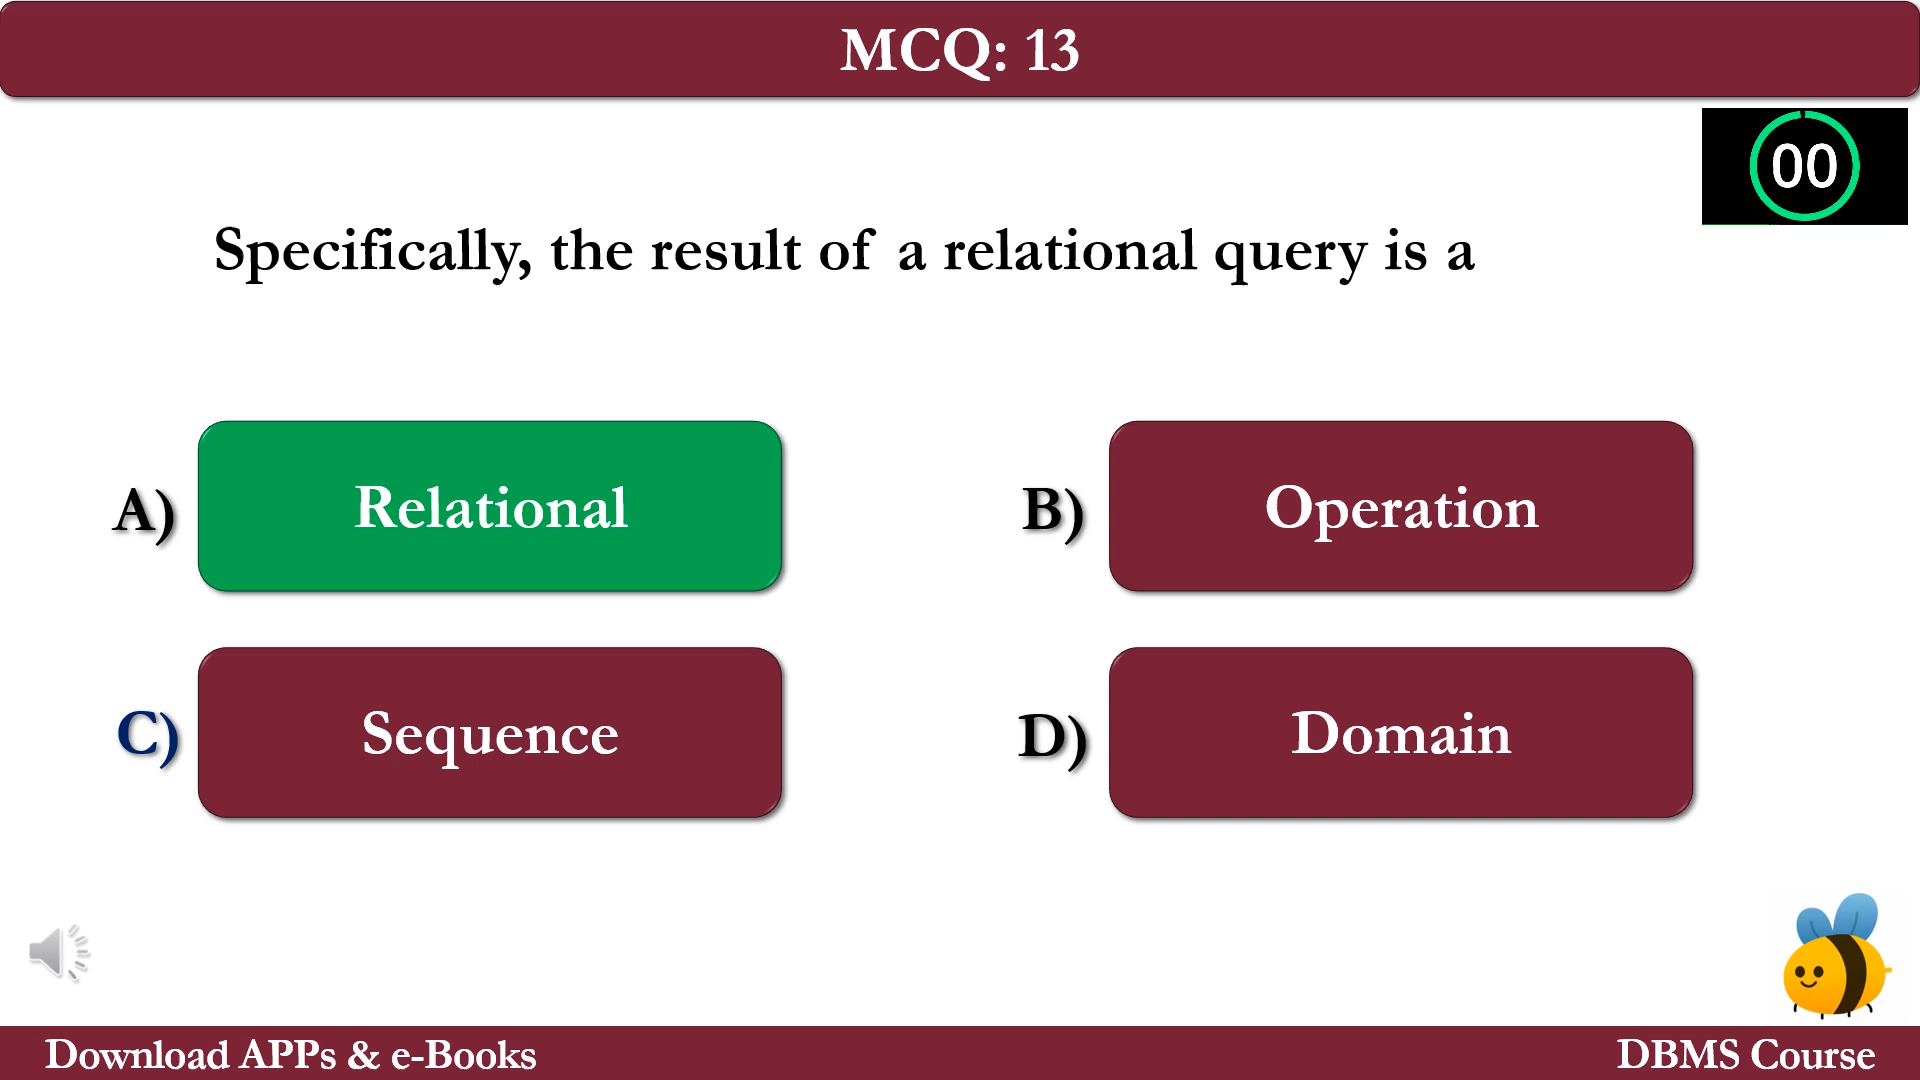 MCQ: 13
00
Specifically, the result of a relational query is a
A) Relational
B) Operation
C) Sequence
D) Domain
Download APPs & e-Books
DBMS Course